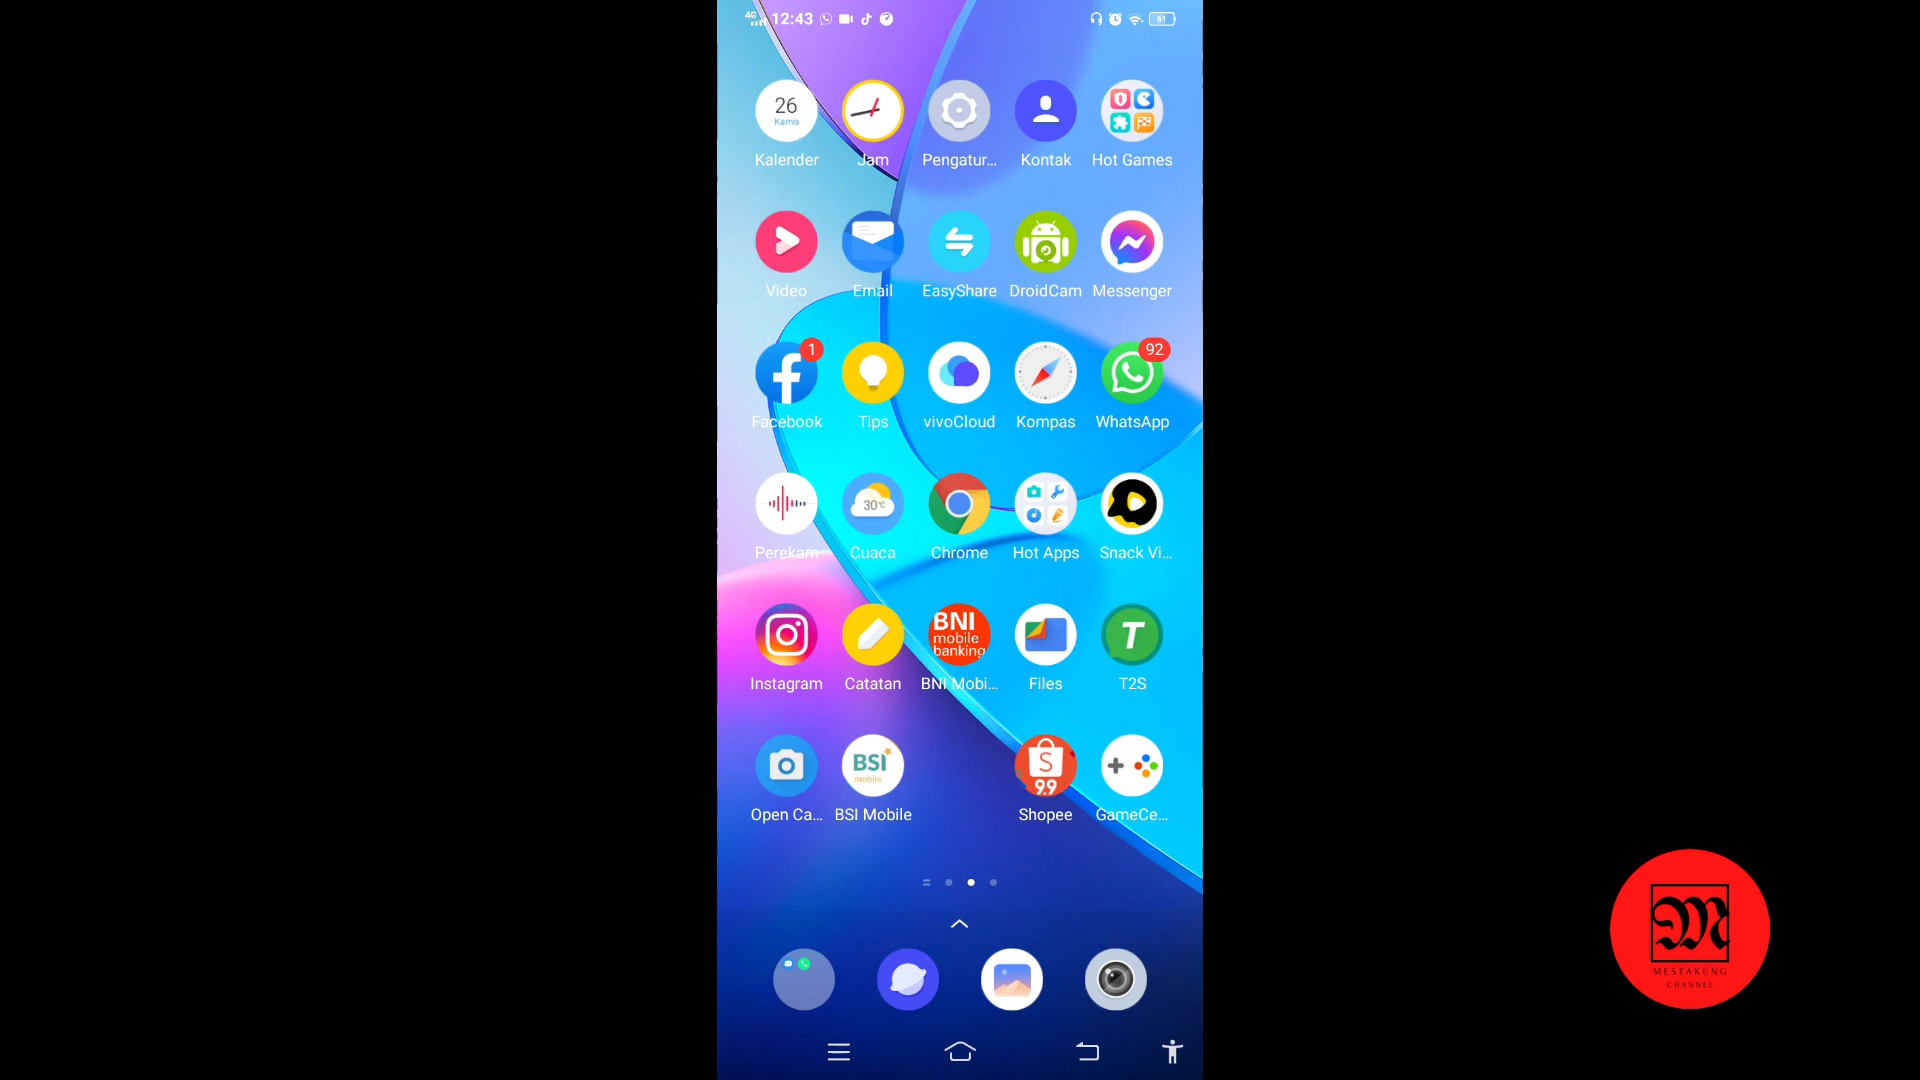 4G 12:43 61
26
Kamis
Kalender Jam Pengatur... Kontak Hot Games
Video Email EasyShare DroidCam Messenger
1 92
Facebook Tips vivoCloud Kompas WhatsApp
30°C
Perekam Cuaca Chrome Hot Apps Snack Vi...
BNI
mobile
banking
T
Instagram Catatan BNI Mobi... Files T2S
BSI
mobile
S
9.9
Open Ca... BSI Mobile Shopee GameCe...
M
MESTAKUNG
CHANNEL